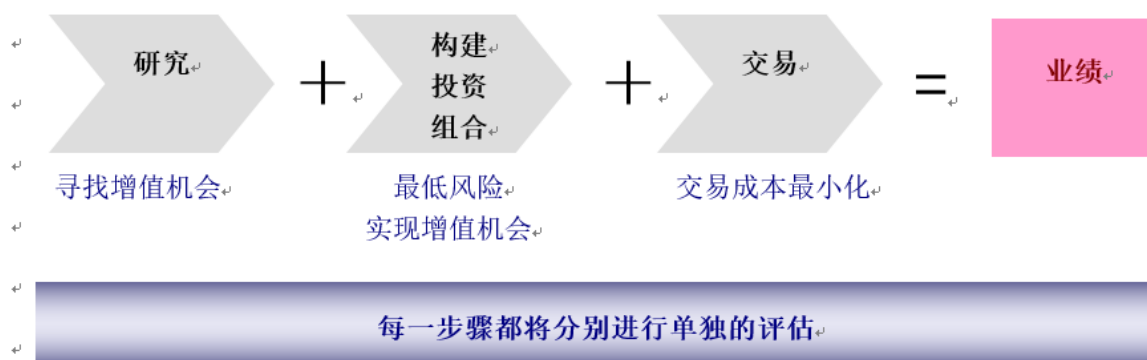 研究
+
构建
投资
组合
+
交易
=
业绩
寻找增值机会
最低风险
实现增值机会
交易成本最小化
每一步骤都将分别进行单独的评估